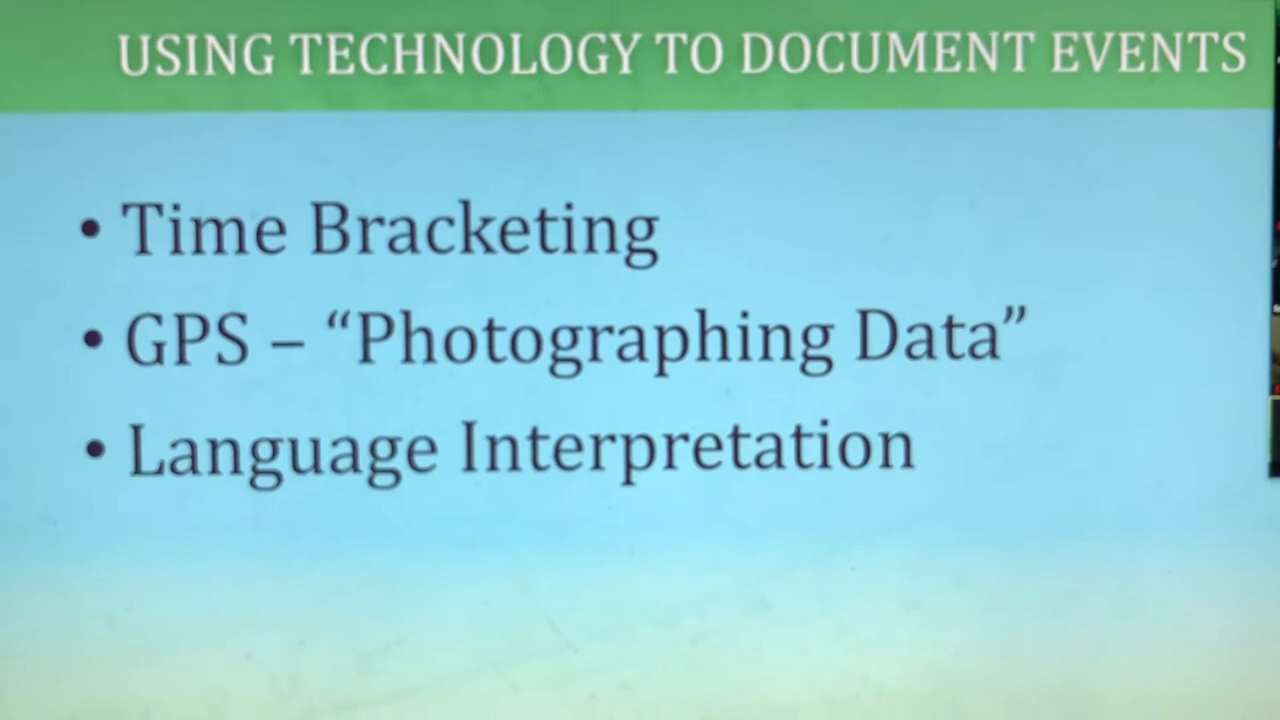 USING TECHNOLOGY TO DOCUMENT EVENTS
• Time Bracketing
• GPS – “Photographing Data”
• Language Interpretation